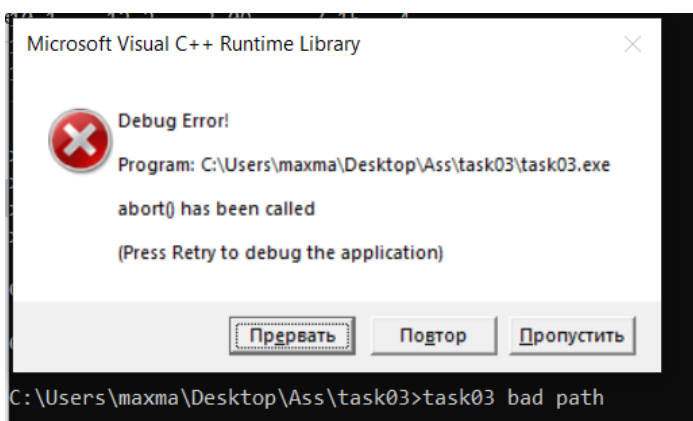 Microsoft Visual C++ Runtime Library
Debug Error!
Program: C:\Users\maxma\Desktop\Ass\task03\task03.exe
abort() has been called
(Press Retry to debug the application)
Прервать
Повтор
Пропустить
C:\Users\maxma\Desktop\Ass\task03>task03 bad path